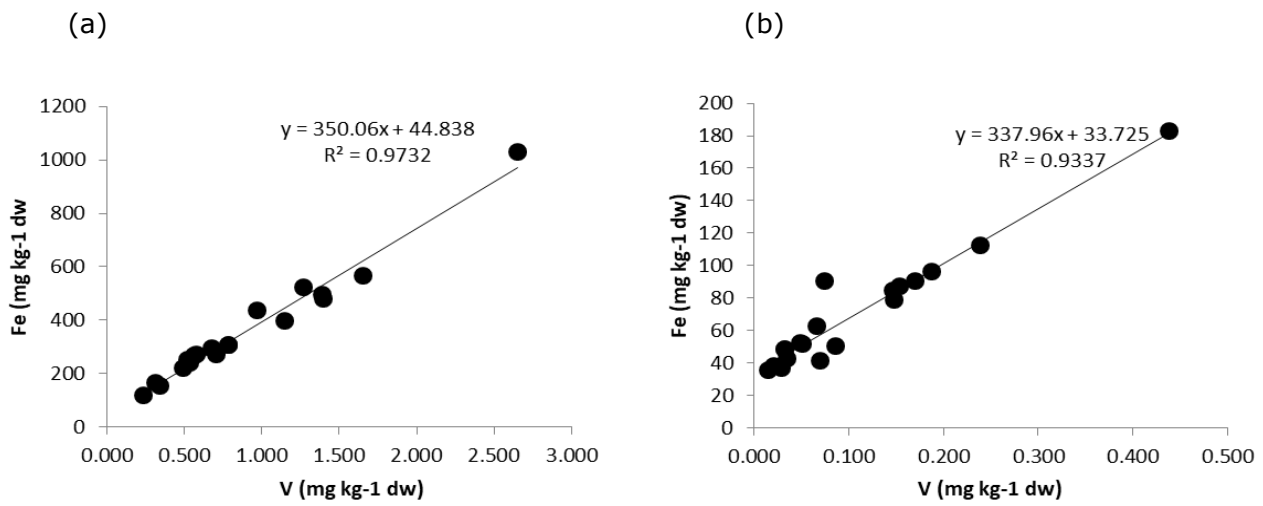 (a)
1200
1000
800
600
400
200
0
Fe (mg kg-1 dw
y = 350.06x + 44.838
R² = 0.9732
0.000 0.500 1.000 1.500 2.000 2.500 3.000
V (mg kg-1 dw)
(b)
200
180
160
140
120
100
80
60
40
20
0
Fe (mg kg-1 dw)
y = 337.96x + 33.725
R² = 0.9337
0.000 0.100 0.200 0.300 0.400 0.500
V (mg kg-1 dw)